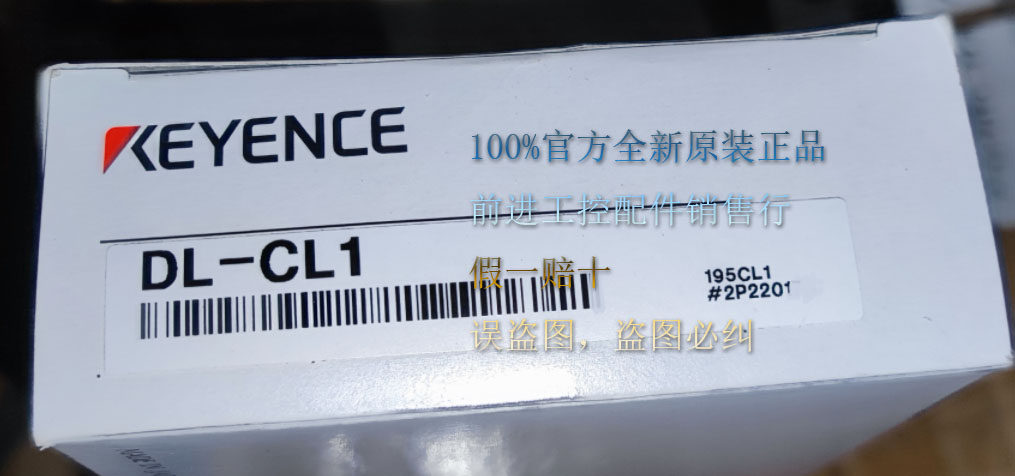 KEYENCE
100%官方全新原装正品
前进工控配件销售行
DL-CL1
假一赔十
195CL1
#2P2201
误盗图，盗图必纠